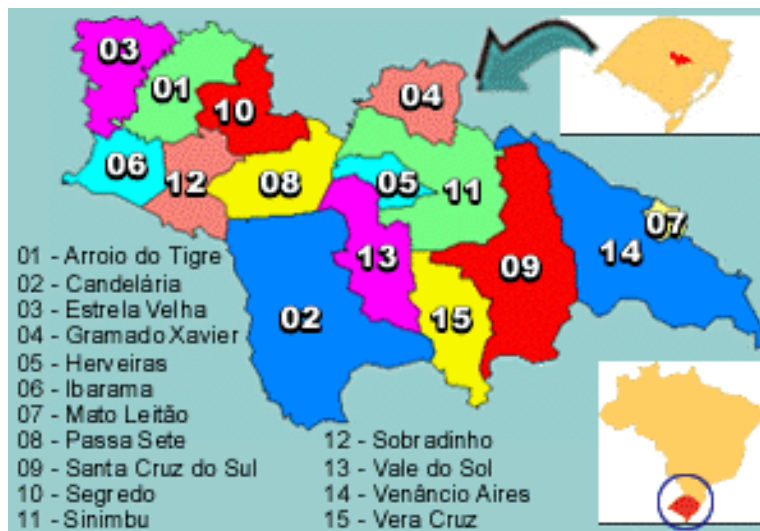 03
01
04
10
06
12
08
05
11
07
14
13
09
02
15
01 - Arroio do Tigre
02 - Candelária
03 - Estrela Velha
04 - Gramado Xavier
05 - Herveiras
06 - Ibarama
07 - Mato Leitão
08 - Passa Sete
09 - Santa Cruz do Sul
10 - Segredo
11 - Sinimbu
12 - Sobradinho
13 - Vale do Sol
14 - Venâncio Aires
15 - Vera Cruz